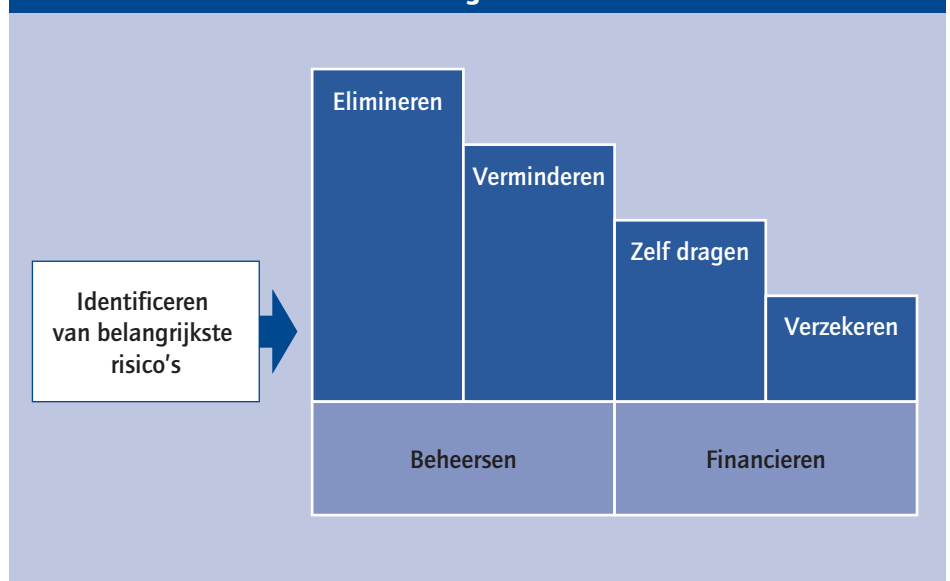 Elimineren
Verminderen
Zelf dragen
Verzekeren
Identificeren
van belangrijkste
risico's
Beheersen
Financieren